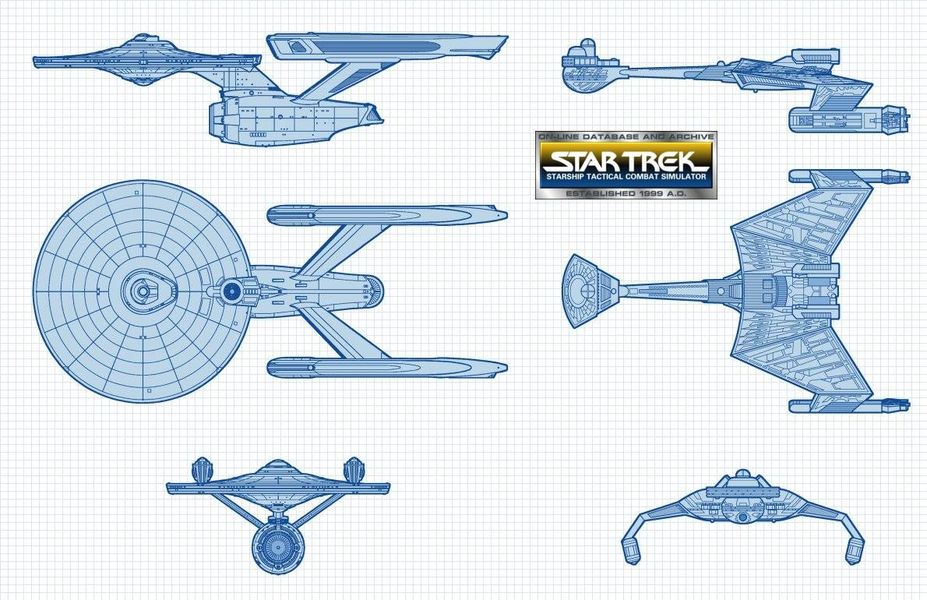 ON-LINE DATABASE AND ARCHIVE
STAR TREK
STARSHIP TACTICAL COMBAT SIMULATOR
ESTABLISHED 1999 A.D.